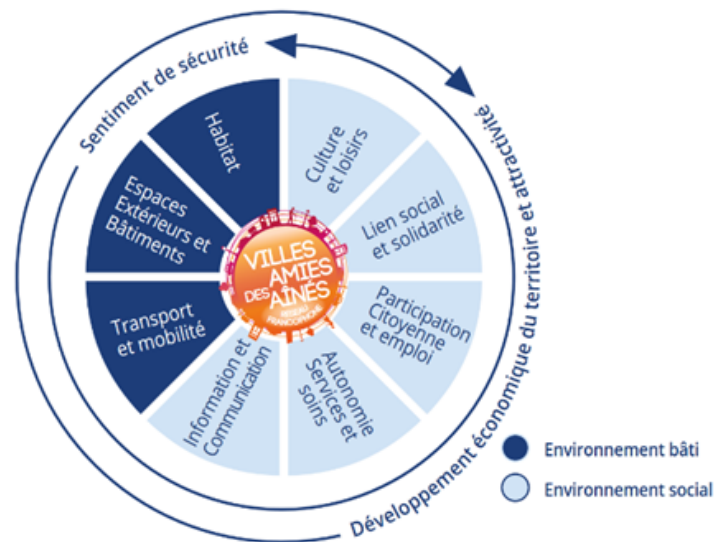 Sentiment de sécurité
Développement économique du territoire et attractivité
Habitat
Culture
et loisirs
Lien social
et solidarité
Participation
Citoyenne
et emploi
Autonomie
Services et
soins
Information et
Communication
Transport
et mobilité
Espaces
Extérieurs et
Bâtiments
VILLES
AMIES
DES AÎNÉS
RÉSEAU
FRANCOPHONE
Environnement bâti
Environnement social